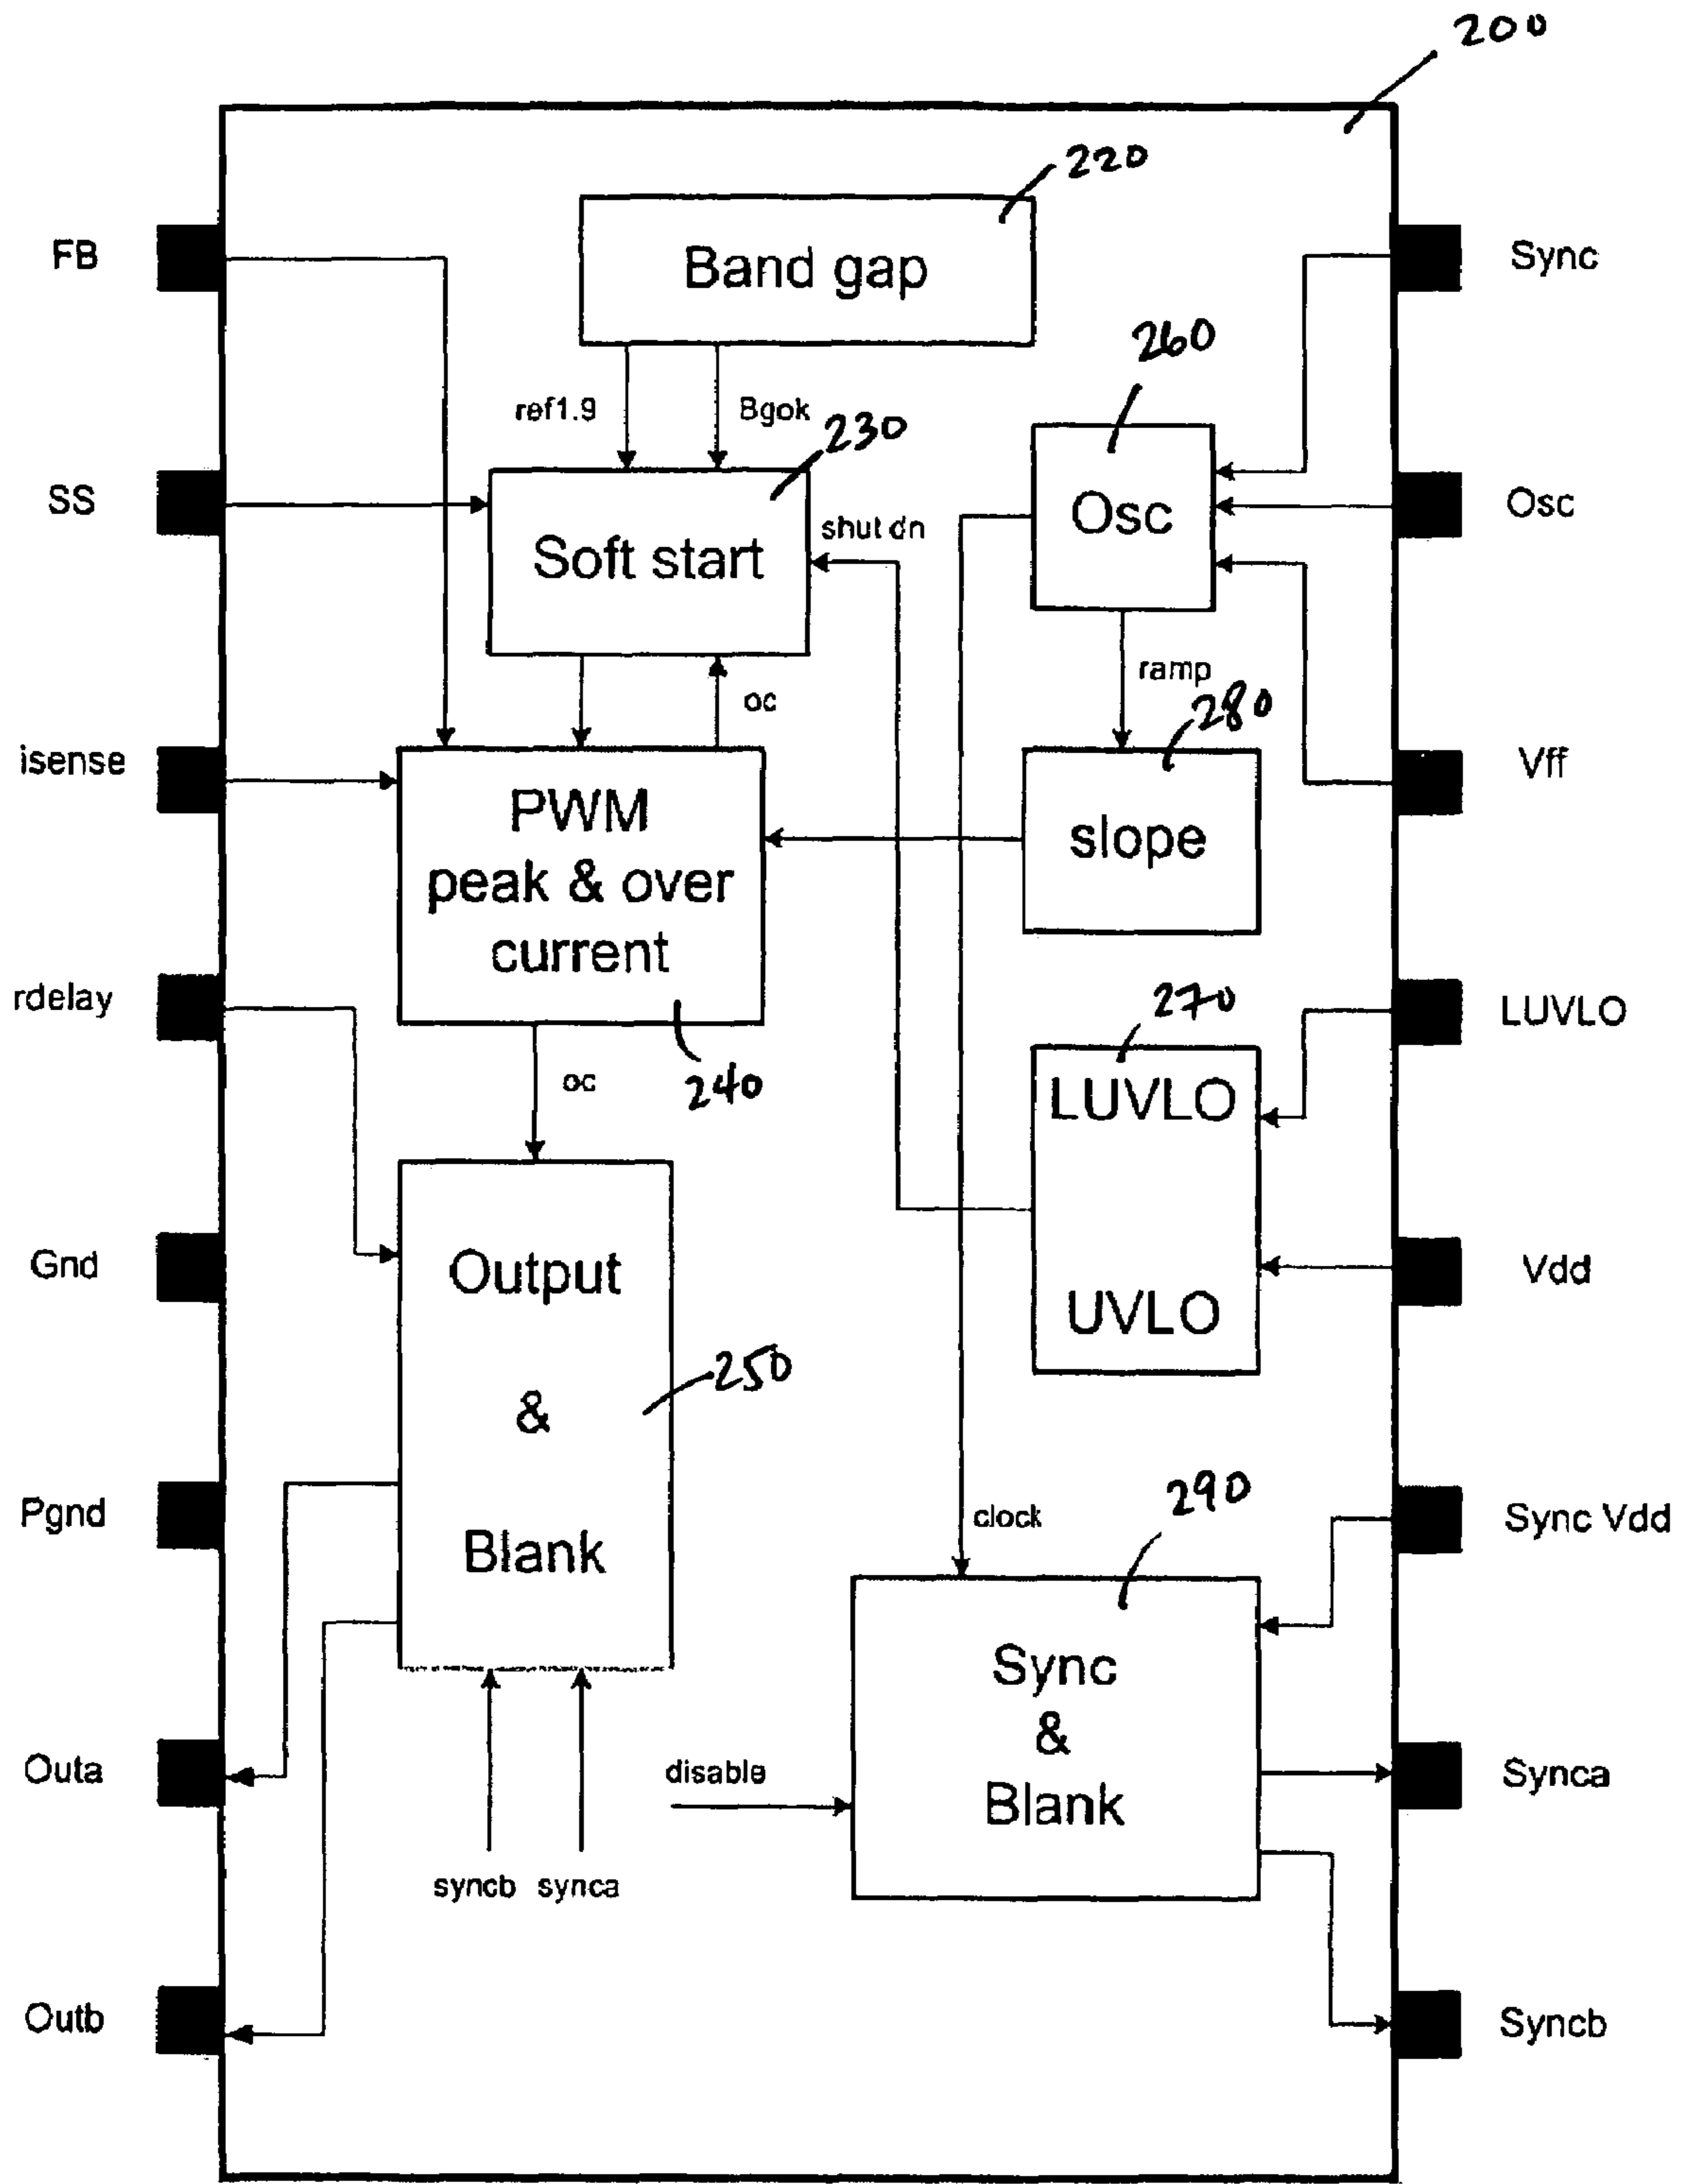 200
220
FB
Band gap
Sync
260
ref1.9
Bgok
230
SS
Osc
Osc
shut dn
Soft start
ramp
oc
280
isense
Vff
PWM
peak & over
current
slope
rdelay
270
LUVLO
oc
240
LUVLO
Gnd
Output
Vdd
UVLO
250
&
290
Pgnd
clock
Sync Vdd
Blank
Sync
&
Blank
Outa
disable
Synca
syncb
synca
Outb
Syncb